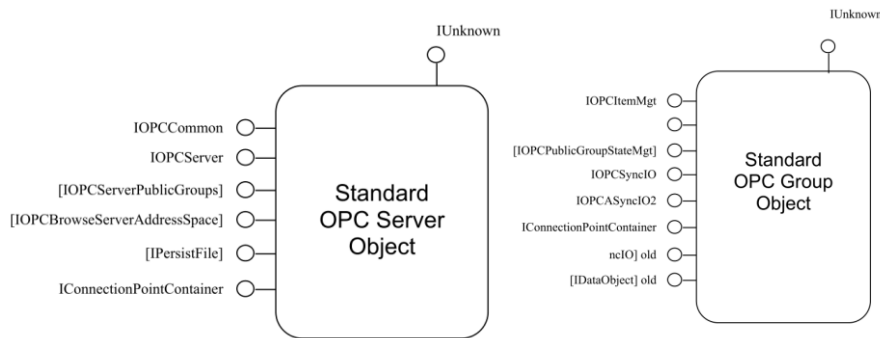 IUnknown
IOPCCommon
IOPCServer
[IOPCServerPublicGroups]
[IOPCBrowseServerAddressSpace]
[IPersistFile]
IConnectionPointContainer
Standard
OPC Server
Object
IUnknown
IOPCItemMgt
[IOPCPublicGroupStateMgt]
IOPCSyncIO
IOPCASyncIO2
IConnectionPointContainer
ncIO] old
[IDataObject] old
Standard
OPC Group
Object